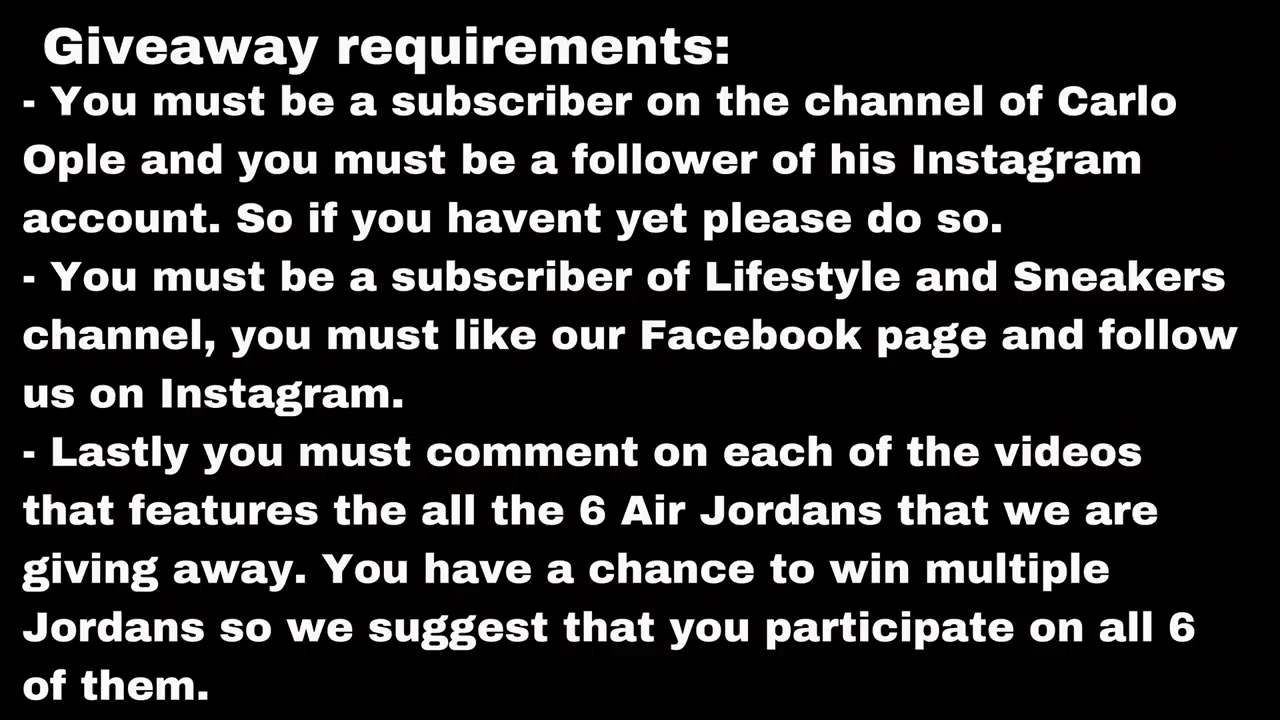 Giveaway requirements:
- You must be a subscriber on the channel of Carlo
Ople and you must be a follower of his Instagram
account. So if you havent yet please do so.
- You must be a subscriber of Lifestyle and Sneakers
channel, you must like our Facebook page and follow
us on Instagram.
- Lastly you must comment on each of the videos
that features the all the 6 Air Jordans that we are
giving away. You have a chance to win multiple
Jordans so we suggest that you participate on all 6
of them.